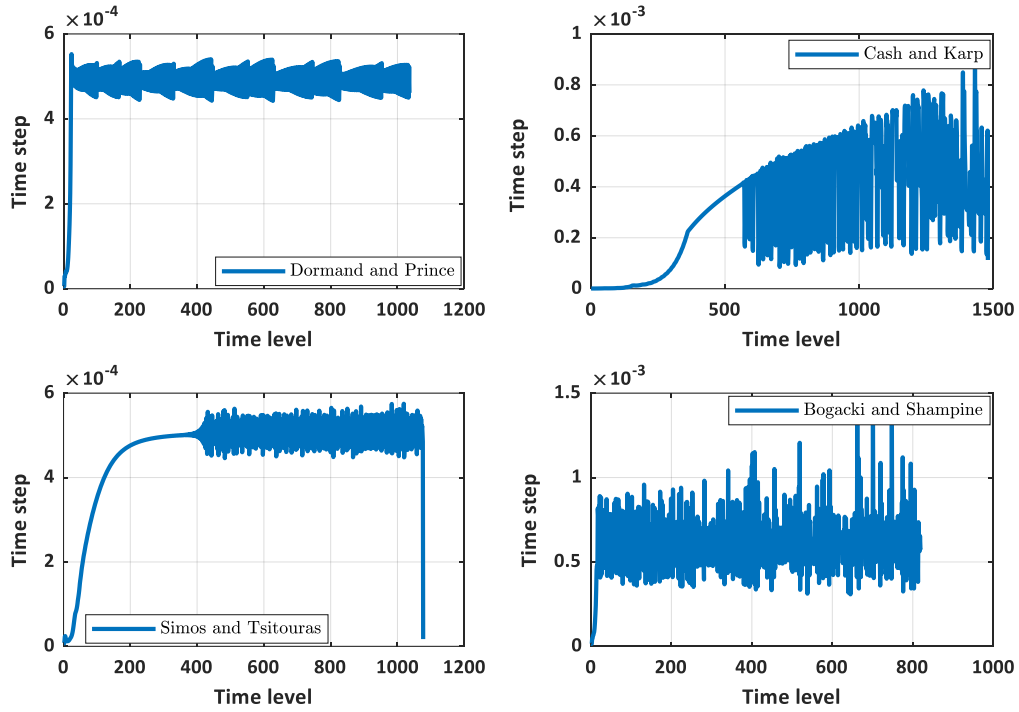 ×10⁻⁴
6
4
2
0
Time step
Dormand and Prince
0 200 400 600 800 1000 1200
Time level
×10⁻³
1
0.8
0.6
0.4
0.2
0
Time step
Cash and Karp
0 500 1000 1500
Time level
×10⁻⁴
6
4
2
0
Time step
Simos and Tsitouras
0 200 400 600 800 1000 1200
Time level
×10⁻³
1.5
1
0.5
0
Time step
Bogacki and Shampine
0 200 400 600 800 1000
Time level